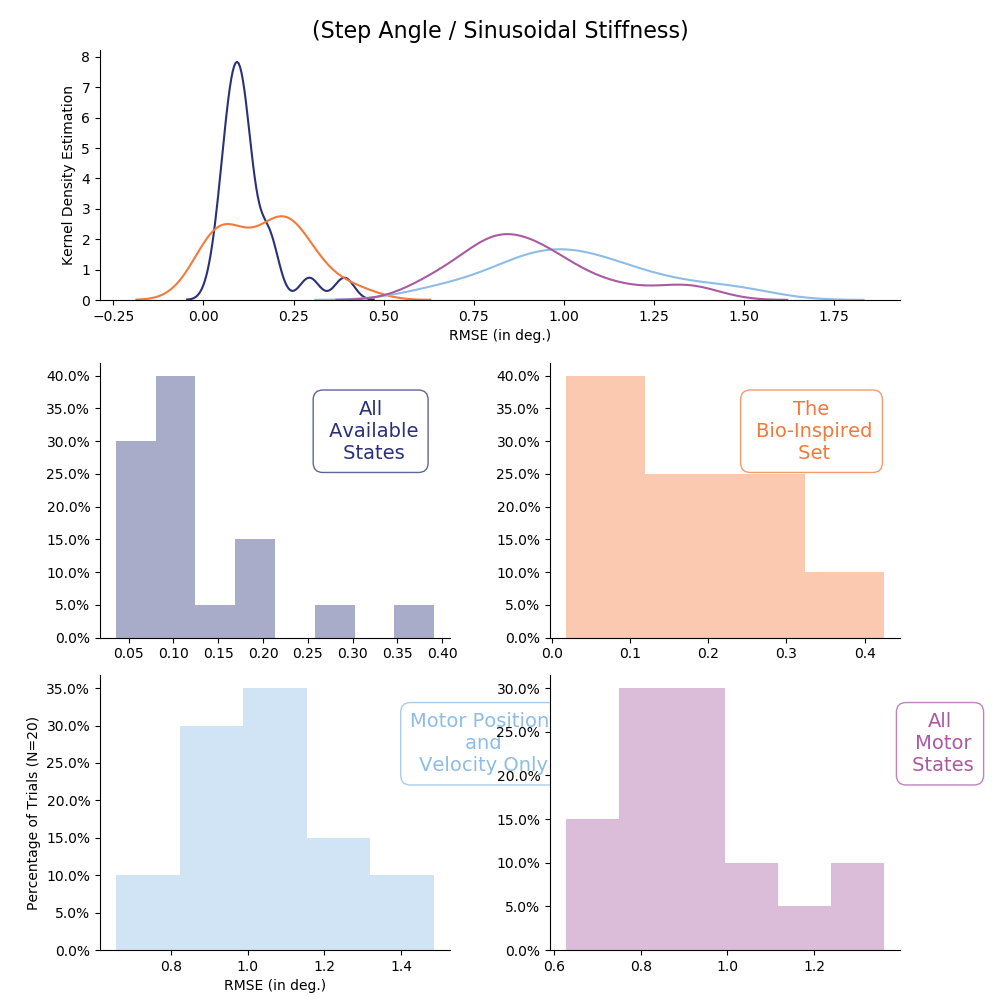 (Step Angle / Sinusoidal Stiffness)
8
7
6
5
4
3
2
1
0
Kernel Density Estimation
−0.25 0.00 0.25 0.50 0.75 1.00 1.25 1.50 1.75
RMSE (in deg.)
40.0%
35.0%
30.0%
25.0%
20.0%
15.0%
10.0%
5.0%
0.0%
All
Available
States
0.05 0.10 0.15 0.20 0.25 0.30 0.35 0.40
40.0%
35.0%
30.0%
25.0%
20.0%
15.0%
10.0%
5.0%
0.0%
The
Bio-Inspired
Set
0.0 0.1 0.2 0.3 0.4
35.0%
30.0%
25.0%
20.0%
15.0%
10.0%
5.0%
0.0%
Percentage of Trials (N=20)
Motor Position
and
Velocity Only
0.8 1.0 1.2 1.4
RMSE (in deg.)
30.0%
25.0%
20.0%
15.0%
10.0%
5.0%
0.0%
All
Motor
States
0.6 0.8 1.0 1.2